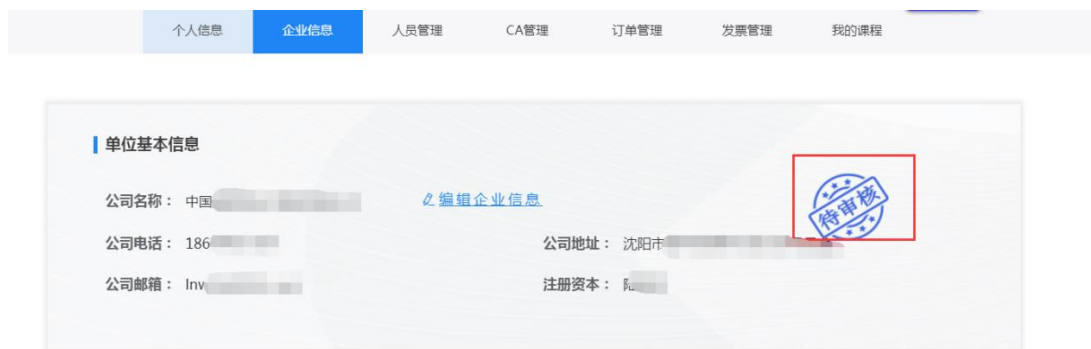 个人信息 企业信息 人员管理 CA管理 订单管理 发票管理 我的课程
单位基本信息
公司名称： 中国 编辑企业信息
待审核
公司电话： 186 公司地址： 沈阳市
公司邮箱： Inv 注册资本：